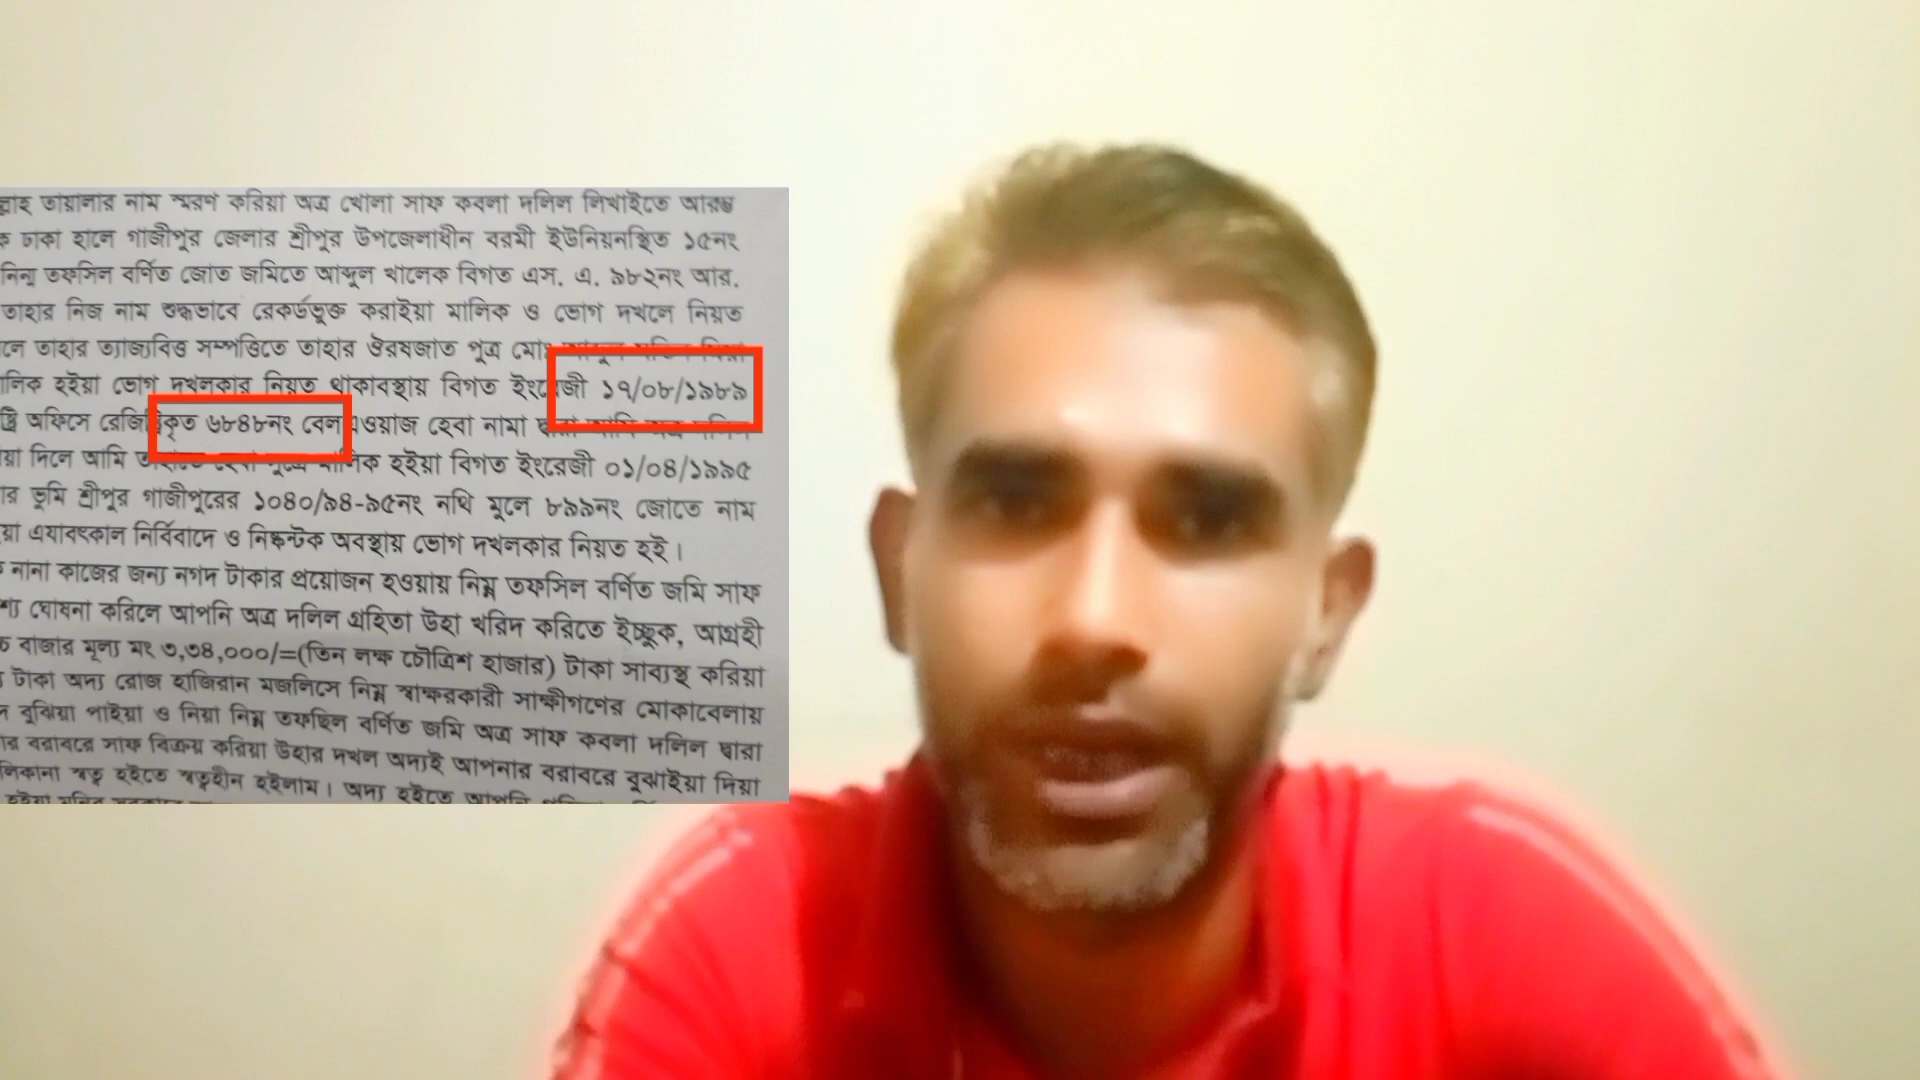 ল্লাহ তায়ালার নাম স্মরণ করিয়া অত্র খোলা সাফ কবলা দলিল লিখাইতে আরম্ভ
ক ঢাকা হালে গাজীপুর জেলার শ্রীপুর উপজেলাধীন বরমী ইউনিয়নস্থিত ১৫নং
নিম্ন তফসিল বর্ণিত জোত জমিতে আব্দুল খালেক বিগত এস. এ. ৯৮২নং আর.
তাহার নিজ নাম শুদ্ধভাবে রেকর্ডভুক্ত করাইয়া মালিক ও ভোগ দখলে নিয়ত
লে তাহার ত্যাজ্যবিত্ত সম্পত্তিতে তাহার ঔরষজাত পুত্র মোঃ
লিক হইয়া ভোগ দখলকার নিয়ত থাকাবস্থায় বিগত ইংরেজী ১৭/০৮/১৯৮৯
ষ্ট্রি অফিসে রেজিষ্ট্রিকৃত ৬৮৪৮নং বেল এওয়াজ হেবা নামা দ্বারা আমি অত্র দলিল
য়া দিলে আমি তাহাতে হেবা সূত্রে মালিক হইয়া বিগত ইংরেজী ০১/০৪/১৯৯৫
ার ভুমি শ্রীপুর গাজীপুরের ১০৪০/৯৪-৯৫নং নথি মুলে ৮৯৯নং জোতে নাম
য়া এযাবৎকাল নির্বিবাদে ও নিষ্কন্টক অবস্থায় ভোগ দখলকার নিয়ত হই।
নানা কাজের জন্য নগদ টাকার প্রয়োজন হওয়ায় নিম্ন তফসিল বর্ণিত জমি সাফ
শ্য ঘোষনা করিলে আপনি অত্র দলিল গ্রহিতা উহা খরিদ করিতে ইচ্ছুক, আগ্রহী
বাজার মূল্য মং ৩,৩৪,০০০/=(তিন লক্ষ চৌত্রিশ হাজার) টাকা সাব্যস্থ করিয়া
টাকা অদ্য রোজ হাজিরান মজলিসে নিম্ন স্বাক্ষরকারী সাক্ষীগণের মোকাবেলায়
বুঝিয়া পাইয়া ও নিয়া নিম্ন তফছিল বর্ণিত জমি অত্র সাফ কবলা দলিল দ্বারা
ার বরাবরে সাফ বিক্রয় করিয়া উহার দখল অদ্যই আপনার বরাবরে বুঝাইয়া দিয়া
লিকানা স্বত্ব হইতে স্বত্বহীন হইলাম। অদ্য হইতে আপনি